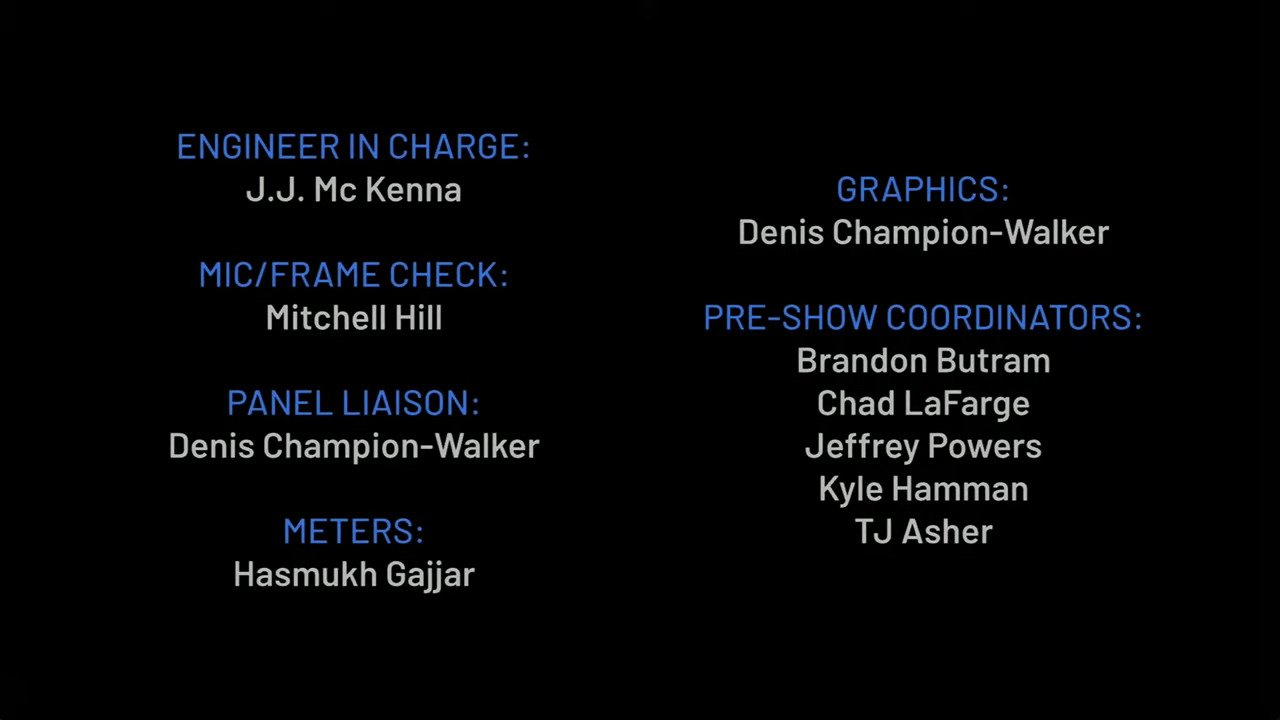 ENGINEER IN CHARGE:
J.J. Mc Kenna
MIC/FRAME CHECK:
Mitchell Hill
PANEL LIAISON:
Denis Champion-Walker
METERS:
Hasmukh Gajjar
GRAPHICS:
Denis Champion-Walker
PRE-SHOW COORDINATORS:
Brandon Butram
Chad LaFarge
Jeffrey Powers
Kyle Hamman
TJ Asher